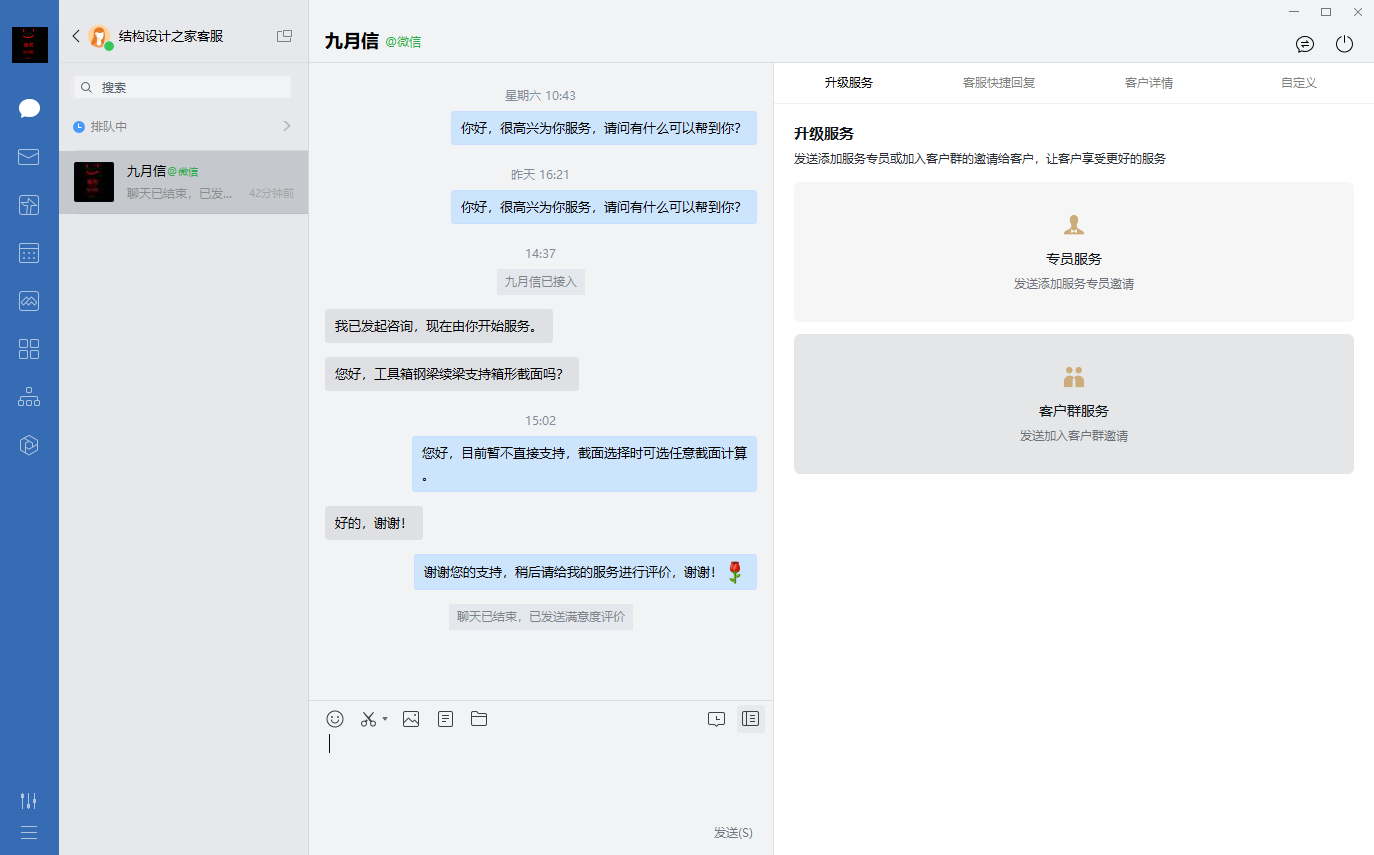 结构设计之家客服
搜索
排队中
九月信@微信
聊天已结束，已发... 42分钟前
九月信 @微信
星期六 10:43
你好，很高兴为你服务，请问有什么可以帮到你？
昨天 16:21
你好，很高兴为你服务，请问有什么可以帮到你？
14:37
九月信已接入
我已发起咨询，现在由你开始服务。
您好，工具箱钢梁续梁支持箱形截面吗？
15:02
您好，目前暂不直接支持，截面选择时可选任意截面计算
。
好的，谢谢！
谢谢您的支持，稍后请给我的服务进行评价，谢谢！
聊天已结束，已发送满意度评价
发送(S)
升级服务 客服快捷回复 客户详情 自定义
升级服务
发送添加服务专员或加入客户群的邀请给客户，让客户享受更好的服务
专员服务
发送添加服务专员邀请
客户群服务
发送加入客户群邀请